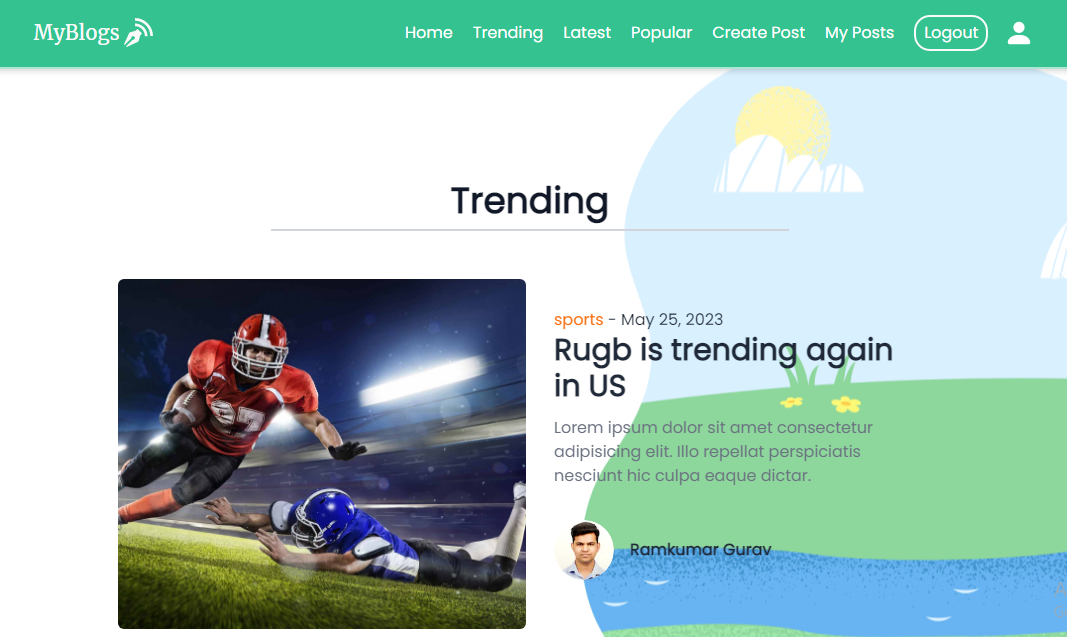 MyBlogs
Home Trending Latest Popular Create Post My Posts Logout
Trending
97
sports - May 25, 2023
Rugb is trending again
in US
Lorem ipsum dolor sit amet consectetur
adipisicing elit. Illo repellat perspiciatis
nesciunt hic culpa eaque dictar.
Ramkumar Gurav